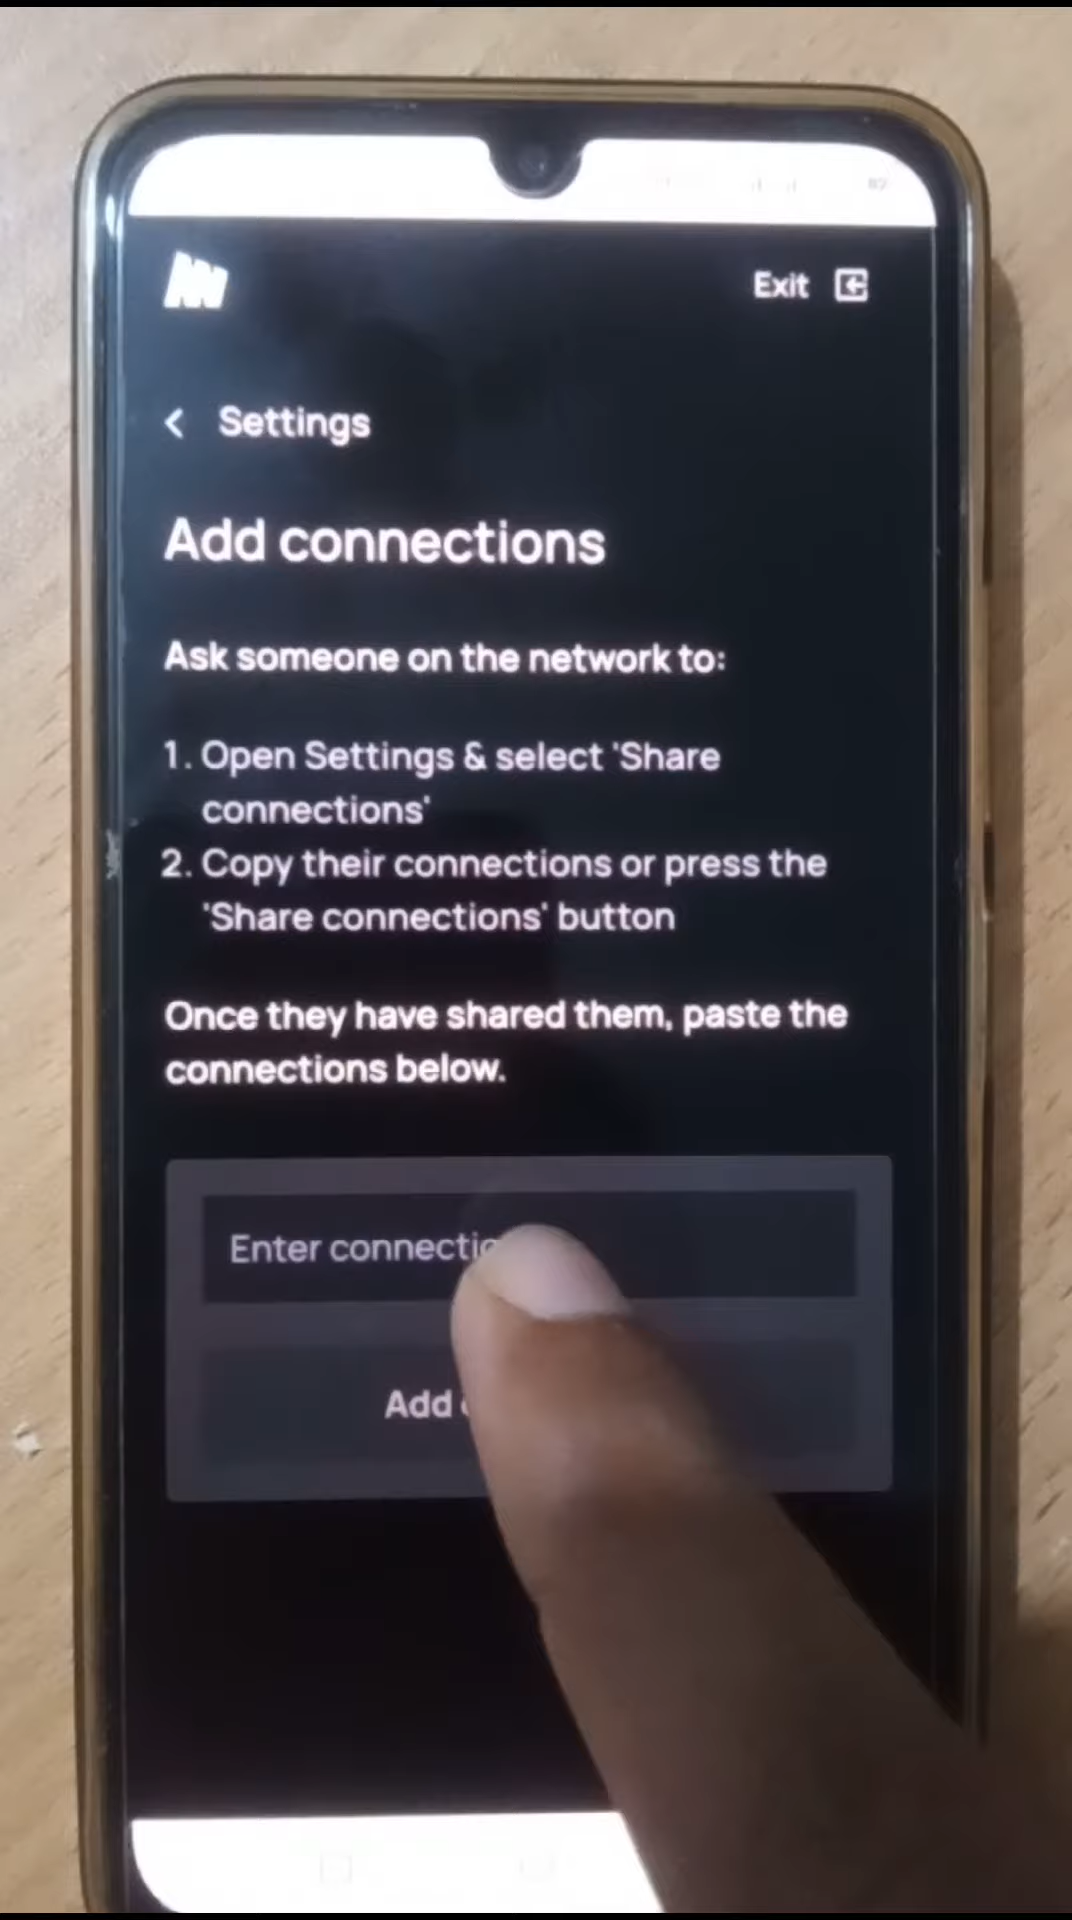 Exit
Settings
Add connections
Ask someone on the network to:
1. Open Settings & select 'Share
connections'
2. Copy their connections or press the
'Share connections' button
Once they have shared them, paste the
connections below.
Enter
Add